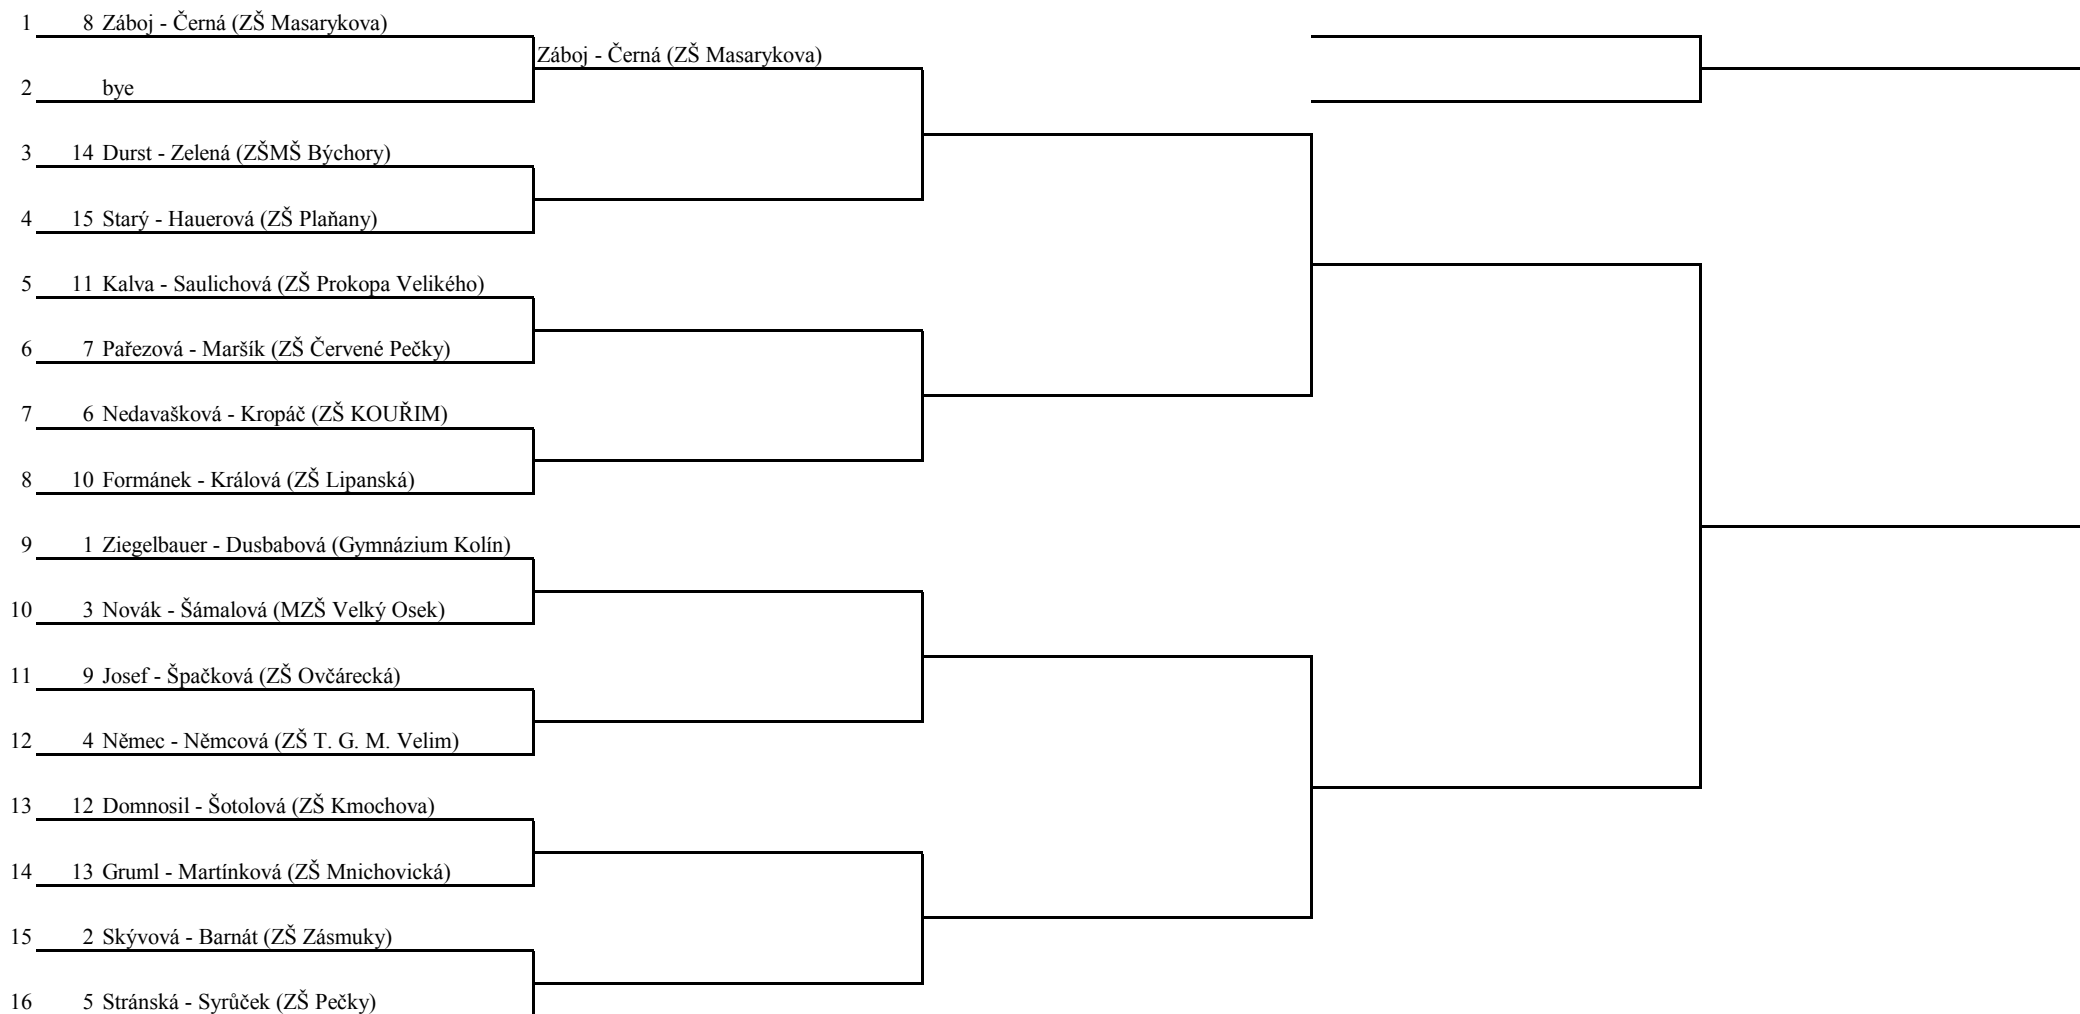 1 8 Záboj - Černá (ZŠ Masarykova)
Záboj - Černá (ZŠ Masarykova)
2 bye
3 14 Durst - Zelená (ZŠMŠ Býchory)
4 15 Starý - Hauerová (ZŠ Plaňany)
5 11 Kalva - Saulichová (ZŠ Prokopa Velikého)
6 7 Pařezová - Maršík (ZŠ Červené Pečky)
7 6 Nedavašková - Kropáč (ZŠ KOUŘIM)
8 10 Formánek - Králová (ZŠ Lipanská)
9 1 Ziegelbauer - Dusbabová (Gymnázium Kolín)
10 3 Novák - Šámalová (MZŠ Velký Osek)
11 9 Josef - Špačková (ZŠ Ovčárecká)
12 4 Němec - Němcová (ZŠ T. G. M. Velim)
13 12 Domnosil - Šotolová (ZŠ Kmochova)
14 13 Gruml - Martínková (ZŠ Mnichovická)
15 2 Skývová - Barnát (ZŠ Zásmuky)
16 5 Stránská - Syrůček (ZŠ Pečky)